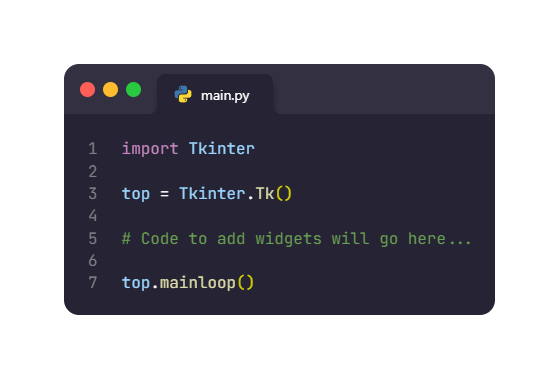 main.py
1 import Tkinter
2
3 top = Tkinter.Tk()
4
5 # Code to add widgets will go here...
6
7 top.mainloop()